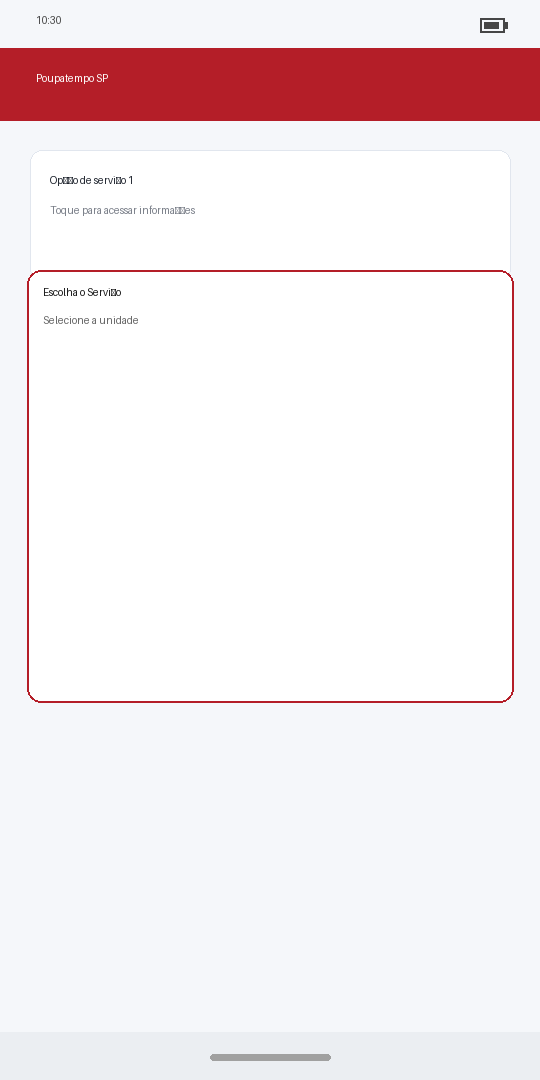 10:30
Poupatempo SP
de 1
Toque para acessar
Escolha o
Selecione a unidade